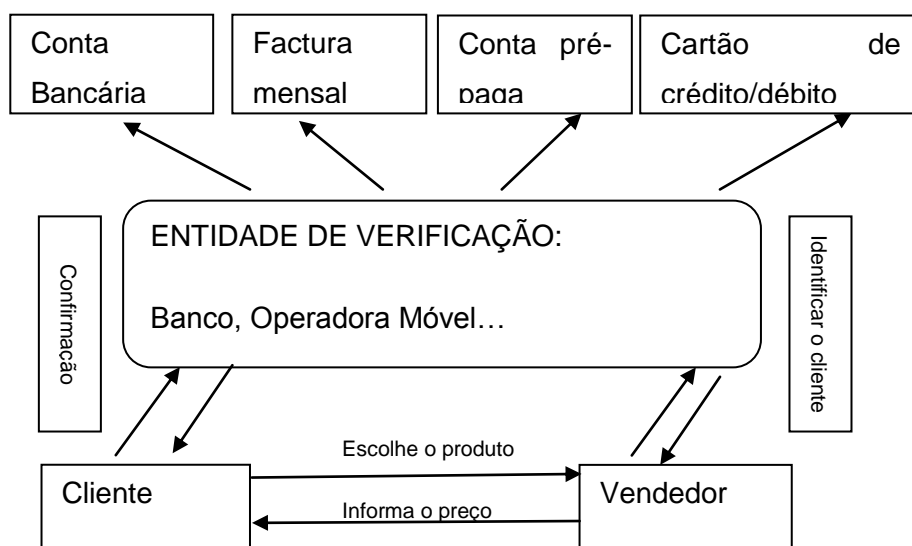 Conta
Bancária
Factura
mensal
Conta pré-
paga
Cartão de
crédito/débito
ENTIDADE DE VERIFICAÇÃO:
Banco, Operadora Móvel…
Confirmação
Identificar o cliente
Escolhe o produto
Cliente
Vendedor
Informa o preço